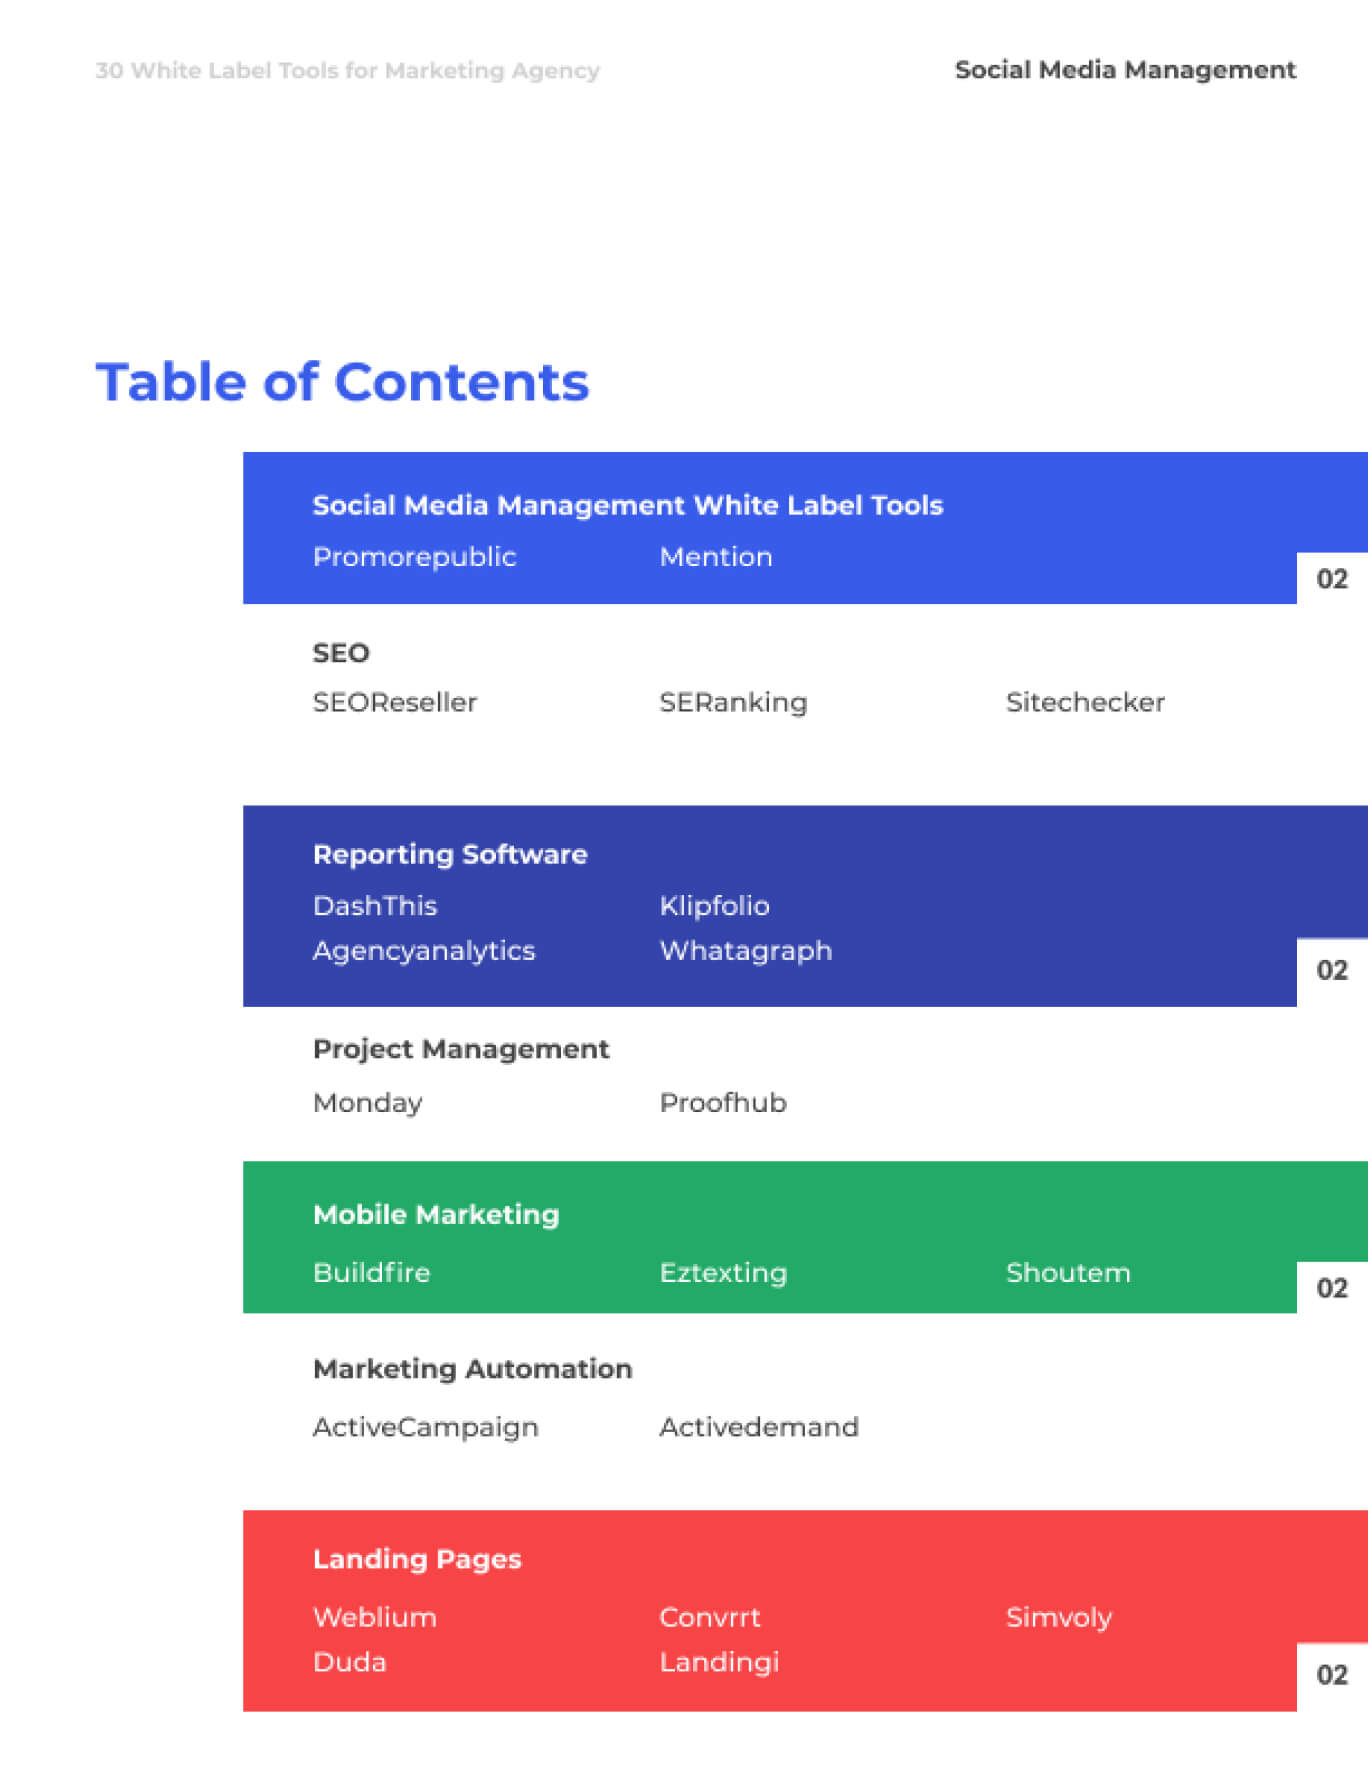 30 White Label Tools for Marketing Agency Social Media Management
Table of Contents
Social Media Management White Label Tools
Promorepublic Mention
02
SEO
SEOReseller SERanking Sitechecker
Reporting Software
DashThis Klipfolio
Agencyanalytics Whatagraph
02
Project Management
Monday Proofhub
Mobile Marketing
Buildfire Eztexting Shoutem
02
Marketing Automation
ActiveCampaign Activedemand
Landing Pages
Weblium Convrrt Simvoly
Duda Landingi
02